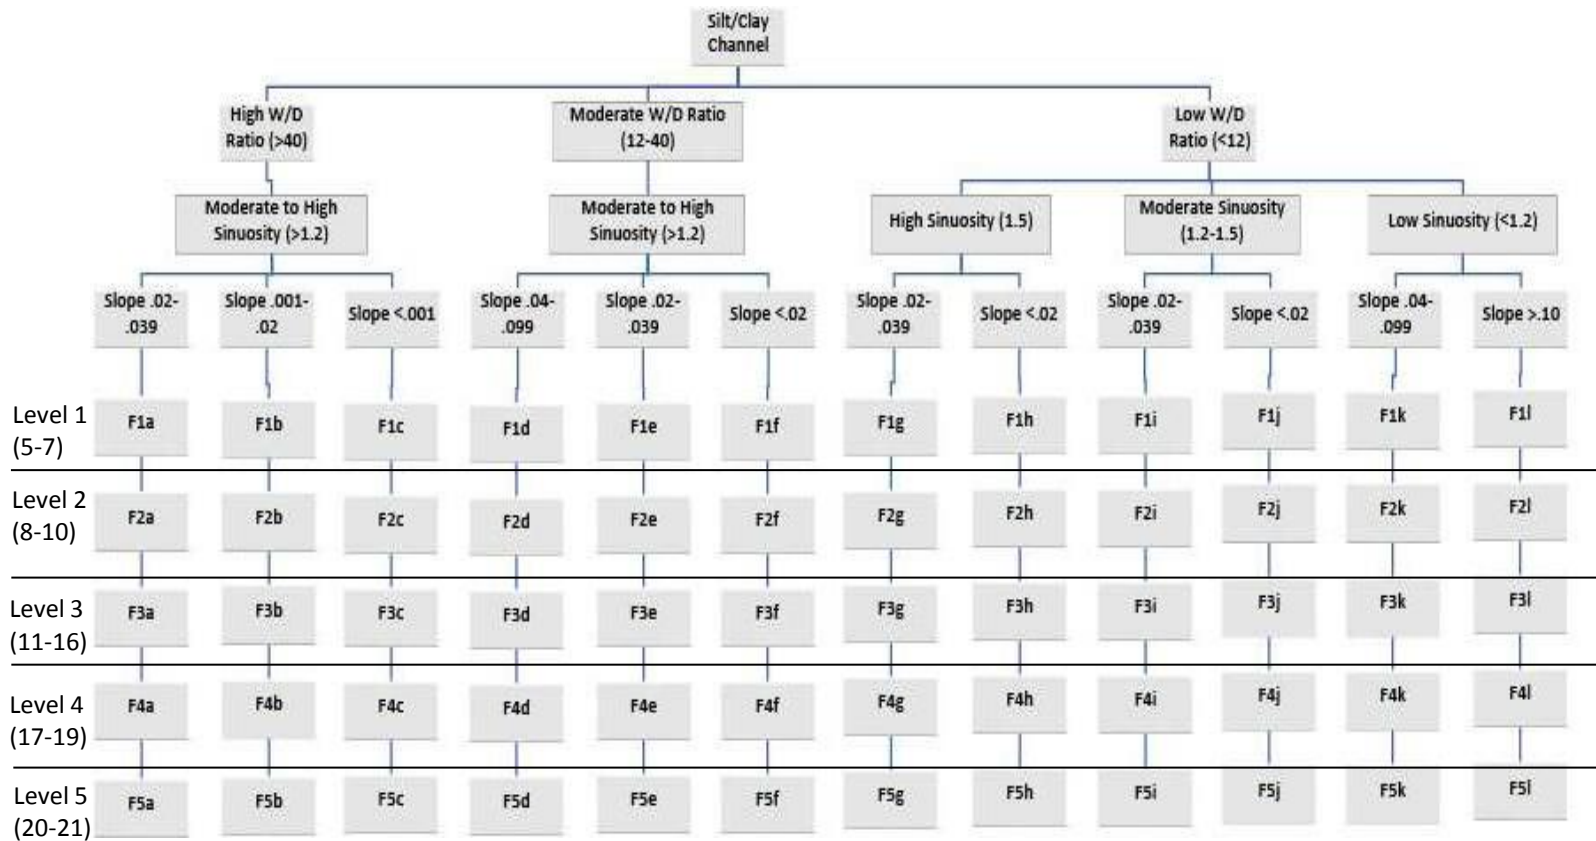 Silt/Clay
Channel
High W/D
Ratio (>40)
Moderate W/D Ratio
(12-40)
Low W/D
Ratio (<12)
Moderate to High
Sinuosity (>1.2)
Moderate to High
Sinuosity (>1.2)
High Sinuosity (1.5)
Moderate Sinuosity
(1.2-1.5)
Low Sinuosity (<1.2)
Slope .02-
.039
Slope .001-
.02
Slope <.001
Slope .04-
.099
Slope .02-
.039
Slope <.02
Slope .02-
.039
Slope <.02
Slope .02-
.039
Slope <.02
Slope .04-
.099
Slope >.10
Level 1
(5-7)
F1a
F1b
F1c
F1d
F1e
F1f
F1g
F1h
F1i
F1j
F1k
F1l
Level 2
(8-10)
F2a
F2b
F2c
F2d
F2e
F2f
F2g
F2h
F2i
F2j
F2k
F2l
Level 3
(11-16)
F3a
F3b
F3c
F3d
F3e
F3f
F3g
F3h
F3i
F3j
F3k
F3l
Level 4
(17-19)
F4a
F4b
F4c
F4d
F4e
F4f
F4g
F4h
F4i
F4j
F4k
F4l
Level 5
(20-21)
F5a
F5b
F5c
F5d
F5e
F5f
F5g
F5h
F5i
F5j
F5k
F5l